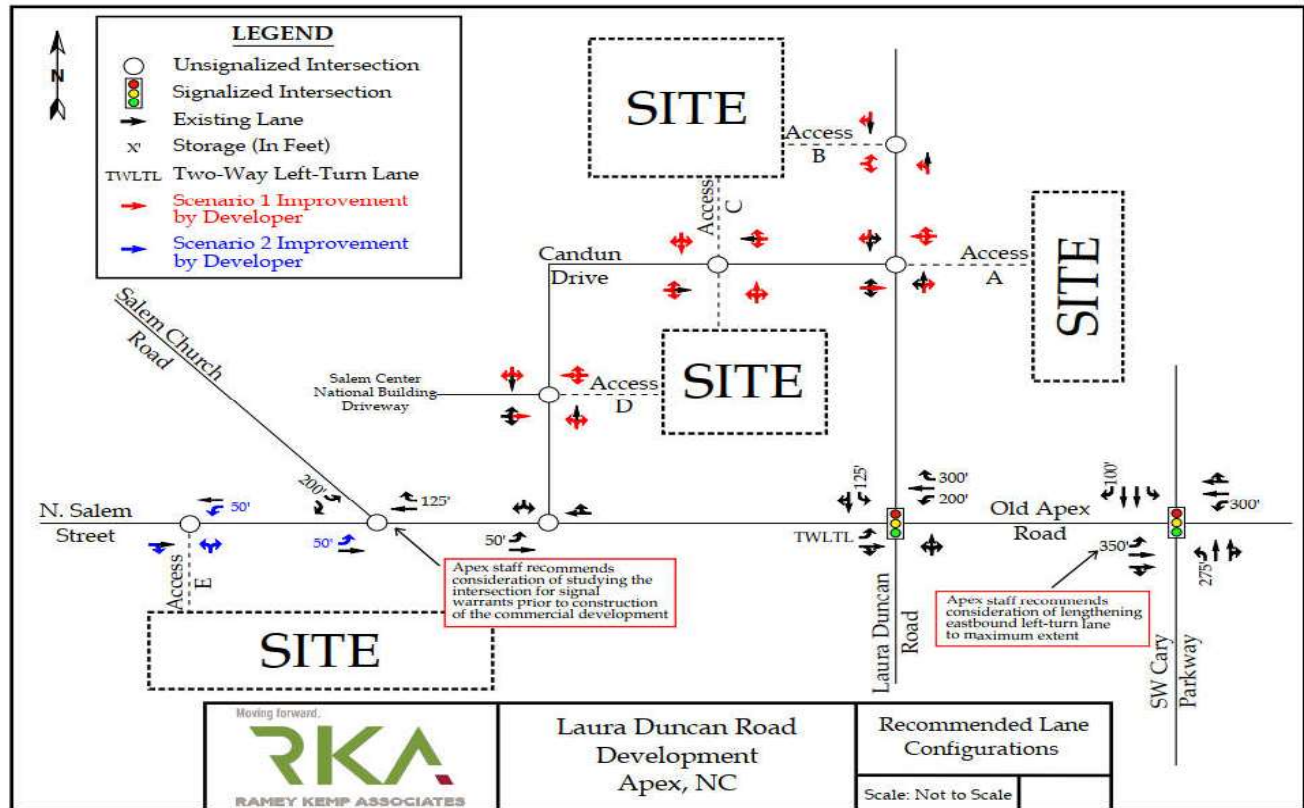 LEGEND
Unsignalized Intersection
Signalized Intersection
Existing Lane
X' Storage (In Feet)
TWLTL Two-Way Left-Turn Lane
Scenario 1 Improvement
by Developer
Scenario 2 Improvement
by Developer
N
SITE
Access
B
Access
C
Candun
Drive
Access
A
SITE
SITE
Salem Church
Road
Salem Center
National Building
Driveway
Access
D
N. Salem
Street
50'
200'
125'
50'
50'
125'
300'
200'
TWLTL
Old Apex
Road
100'
300'
350'
275'
Access
E
Apex staff recommends
consideration of studying the
intersection for signal
warrants prior to construction
of the commercial development
Apex staff recommends
consideration of lengthening
eastbound left-turn lane
to maximum extent
SITE
Laura Duncan
Road
SW Cary
Parkway
Moving forward.
RKA
RAMEY KEMP ASSOCIATES
Laura Duncan Road
Development
Apex, NC
Recommended Lane
Configurations
Scale: Not to Scale